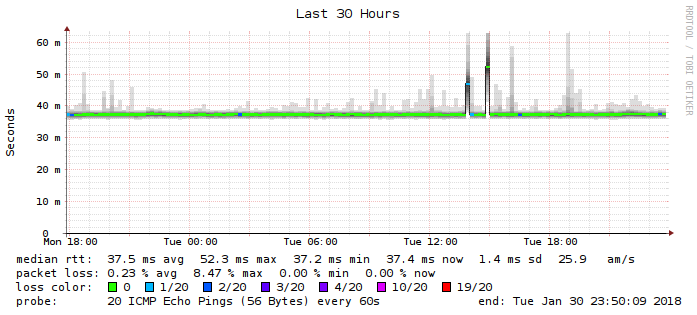 Last 30 Hours
RRDTOOL / TOBI OETIKER
Seconds
60 m
50 m
40 m
30 m
20 m
10 m
0
Mon 18:00 Tue 00:00 Tue 06:00 Tue 12:00 Tue 18:00
median rtt: 37.5 ms avg 52.3 ms max 37.2 ms min 37.4 ms now 1.4 ms sd 25.9 am/s
packet loss: 0.23 % avg 8.47 % max 0.00 % min 0.00 % now
loss color: 0 1/20 2/20 3/20 4/20 10/20 19/20
probe: 20 ICMP Echo Pings (56 Bytes) every 60s end: Tue Jan 30 23:50:09 2018